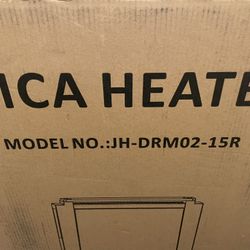 ICA HEATE
MODEL NO.:JH-DRM02-15R